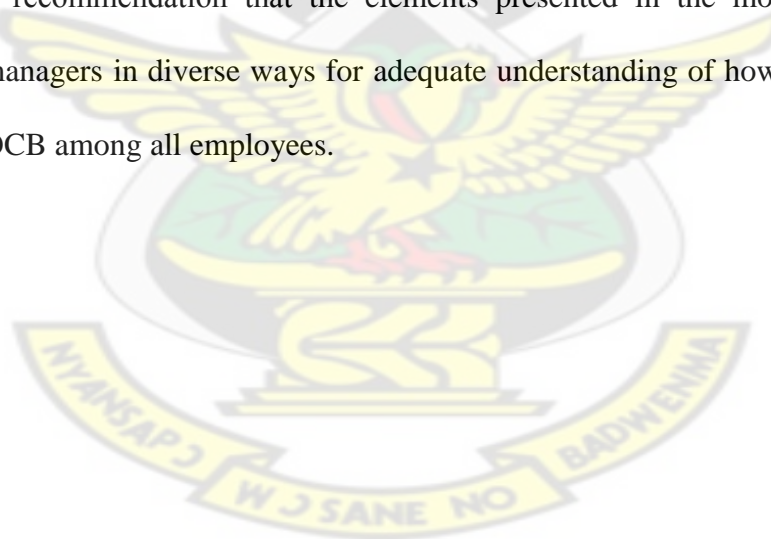 recommendation that the elements presented in the mo
managers in diverse ways for adequate understanding of how
OCB among all employees.
NYANSAPƆ WƆSANE NO BADWENMA